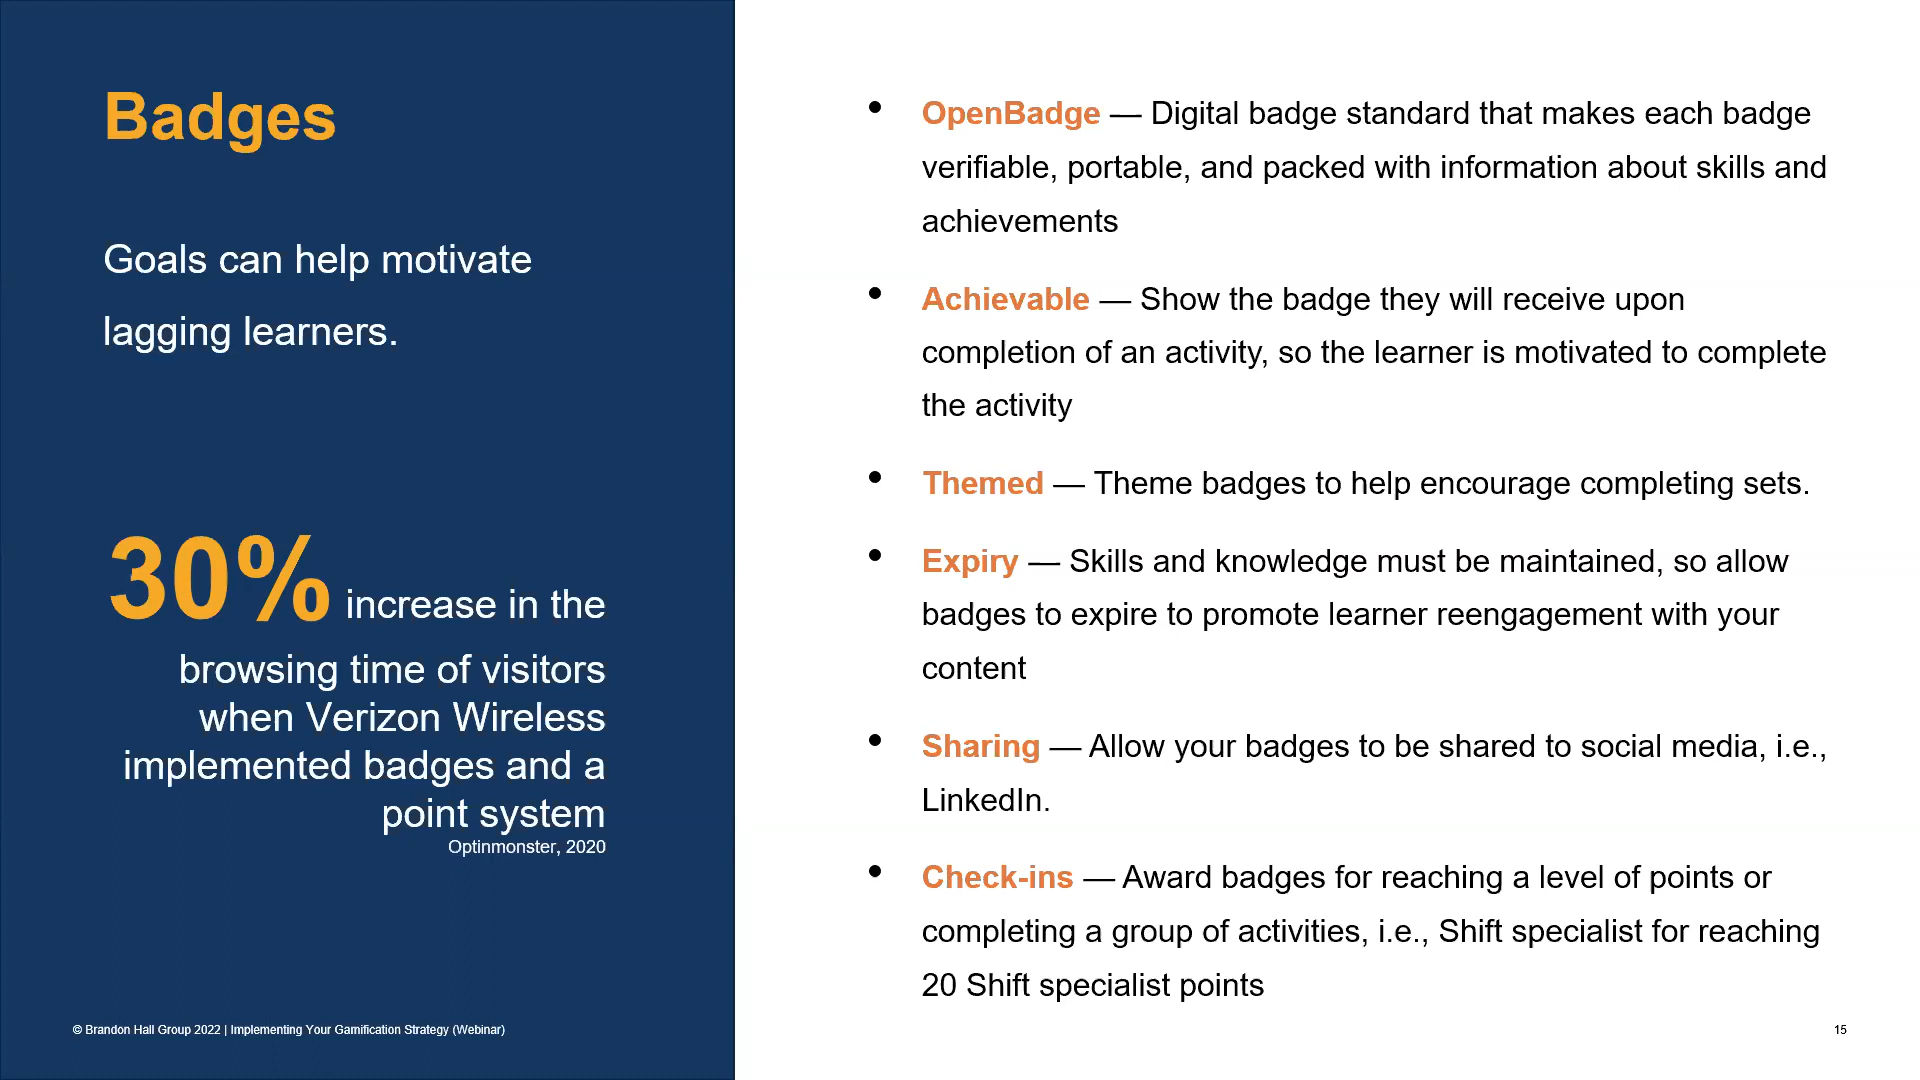 Badges
Goals can help motivate
lagging learners.
30% increase in the
browsing time of visitors
when Verizon Wireless
implemented badges and a
point system
Optinmonster, 2020
• OpenBadge — Digital badge standard that makes each badge
verifiable, portable, and packed with information about skills and
achievements
• Achievable — Show the badge they will receive upon
completion of an activity, so the learner is motivated to complete
the activity
• Themed — Theme badges to help encourage completing sets.
• Expiry — Skills and knowledge must be maintained, so allow
badges to expire to promote learner reengagement with your
content
• Sharing — Allow your badges to be shared to social media, i.e.,
LinkedIn.
• Check-ins — Award badges for reaching a level of points or
completing a group of activities, i.e., Shift specialist for reaching
20 Shift specialist points
© Brandon Hall Group 2022 | Implementing Your Gamification Strategy (Webinar)
15